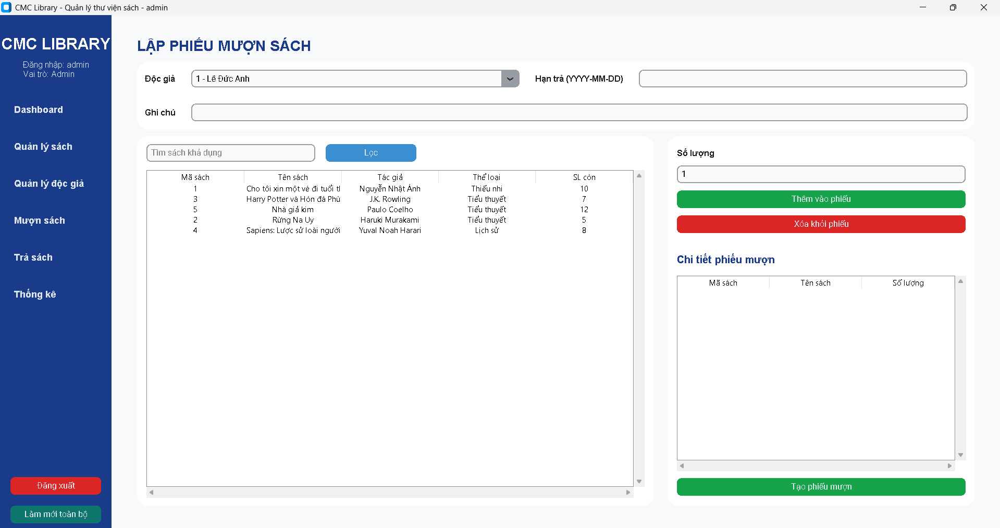 CMC Library - Quản lý thư viện sách - admin
CMC LIBRARY
Đăng nhập: admin
Vai trò: Admin
Dashboard
Quản lý sách
Quản lý độc giả
Mượn sách
Trả sách
Thống kê
Đăng xuất
Làm mới toàn bộ
LẬP PHIẾU MƯỢN SÁCH
Độc giả 1 - Lê Đức Anh Hạn trả (YYYY-MM-DD)
Ghi chú
Tìm sách khả dụng Lọc
Mã sách Tên sách Tác giả Thể loại SL còn
1 Cho tôi xin một vé đi tuổi tl Nguyễn Nhật Ánh Thiếu nhi 10
3 Harry Potter và Hòn đá Phù J.K. Rowling Tiểu thuyết 7
5 Nhà giả kim Paulo Coelho Tiểu thuyết 12
2 Rừng Na Uy Haruki Murakami Tiểu thuyết 5
4 Sapiens: Lược sử loài người Yuval Noah Harari Lịch sử 8
Số lượng
1
Thêm vào phiếu
Xóa khỏi phiếu
Chi tiết phiếu mượn
Mã sách Tên sách Số lượng
Tạo phiếu mượn